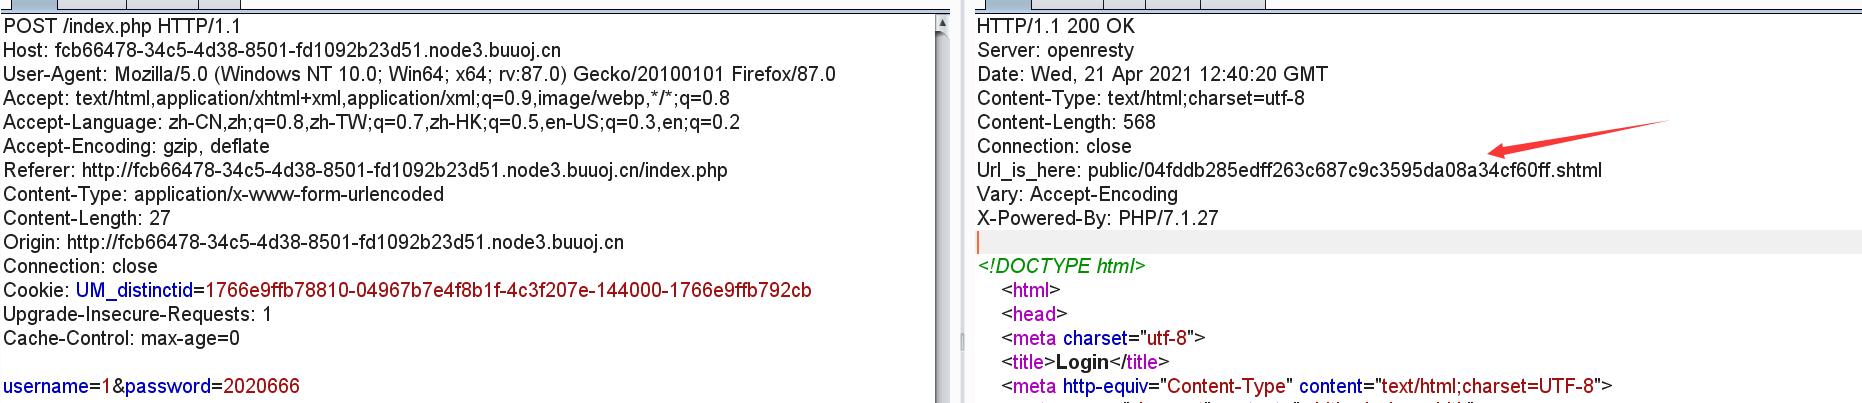 POST /index.php HTTP/1.1
Host: fcb66478-34c5-4d38-8501-fd1092b23d51.node3.buuoj.cn
User-Agent: Mozilla/5.0 (Windows NT 10.0; Win64; x64; rv:87.0) Gecko/20100101 Firefox/87.0
Accept: text/html,application/xhtml+xml,application/xml;q=0.9,image/webp,*/*;q=0.8
Accept-Language: zh-CN,zh;q=0.8,zh-TW;q=0.7,zh-HK;q=0.5,en-US;q=0.3,en;q=0.2
Accept-Encoding: gzip, deflate
Referer: http://fcb66478-34c5-4d38-8501-fd1092b23d51.node3.buuoj.cn/index.php
Content-Type: application/x-www-form-urlencoded
Content-Length: 27
Origin: http://fcb66478-34c5-4d38-8501-fd1092b23d51.node3.buuoj.cn
Connection: close
Cookie: UM_distinctid=1766e9ffb78810-04967b7e4f8b1f-4c3f207e-144000-1766e9ffb792cb
Upgrade-Insecure-Requests: 1
Cache-Control: max-age=0
username=1&password=2020666
HTTP/1.1 200 OK
Server: openresty
Date: Wed, 21 Apr 2021 12:40:20 GMT
Content-Type: text/html;charset=utf-8
Content-Length: 568
Connection: close
Url_is_here: public/04fddb285edff263c687c9c3595da08a34cf60ff.shtml
Vary: Accept-Encoding
X-Powered-By: PHP/7.1.27
<!DOCTYPE html>
<html>
<head>
<meta charset="utf-8">
<title>Login</title>
<meta http-equiv="Content-Type" content="text/html;charset=UTF-8">